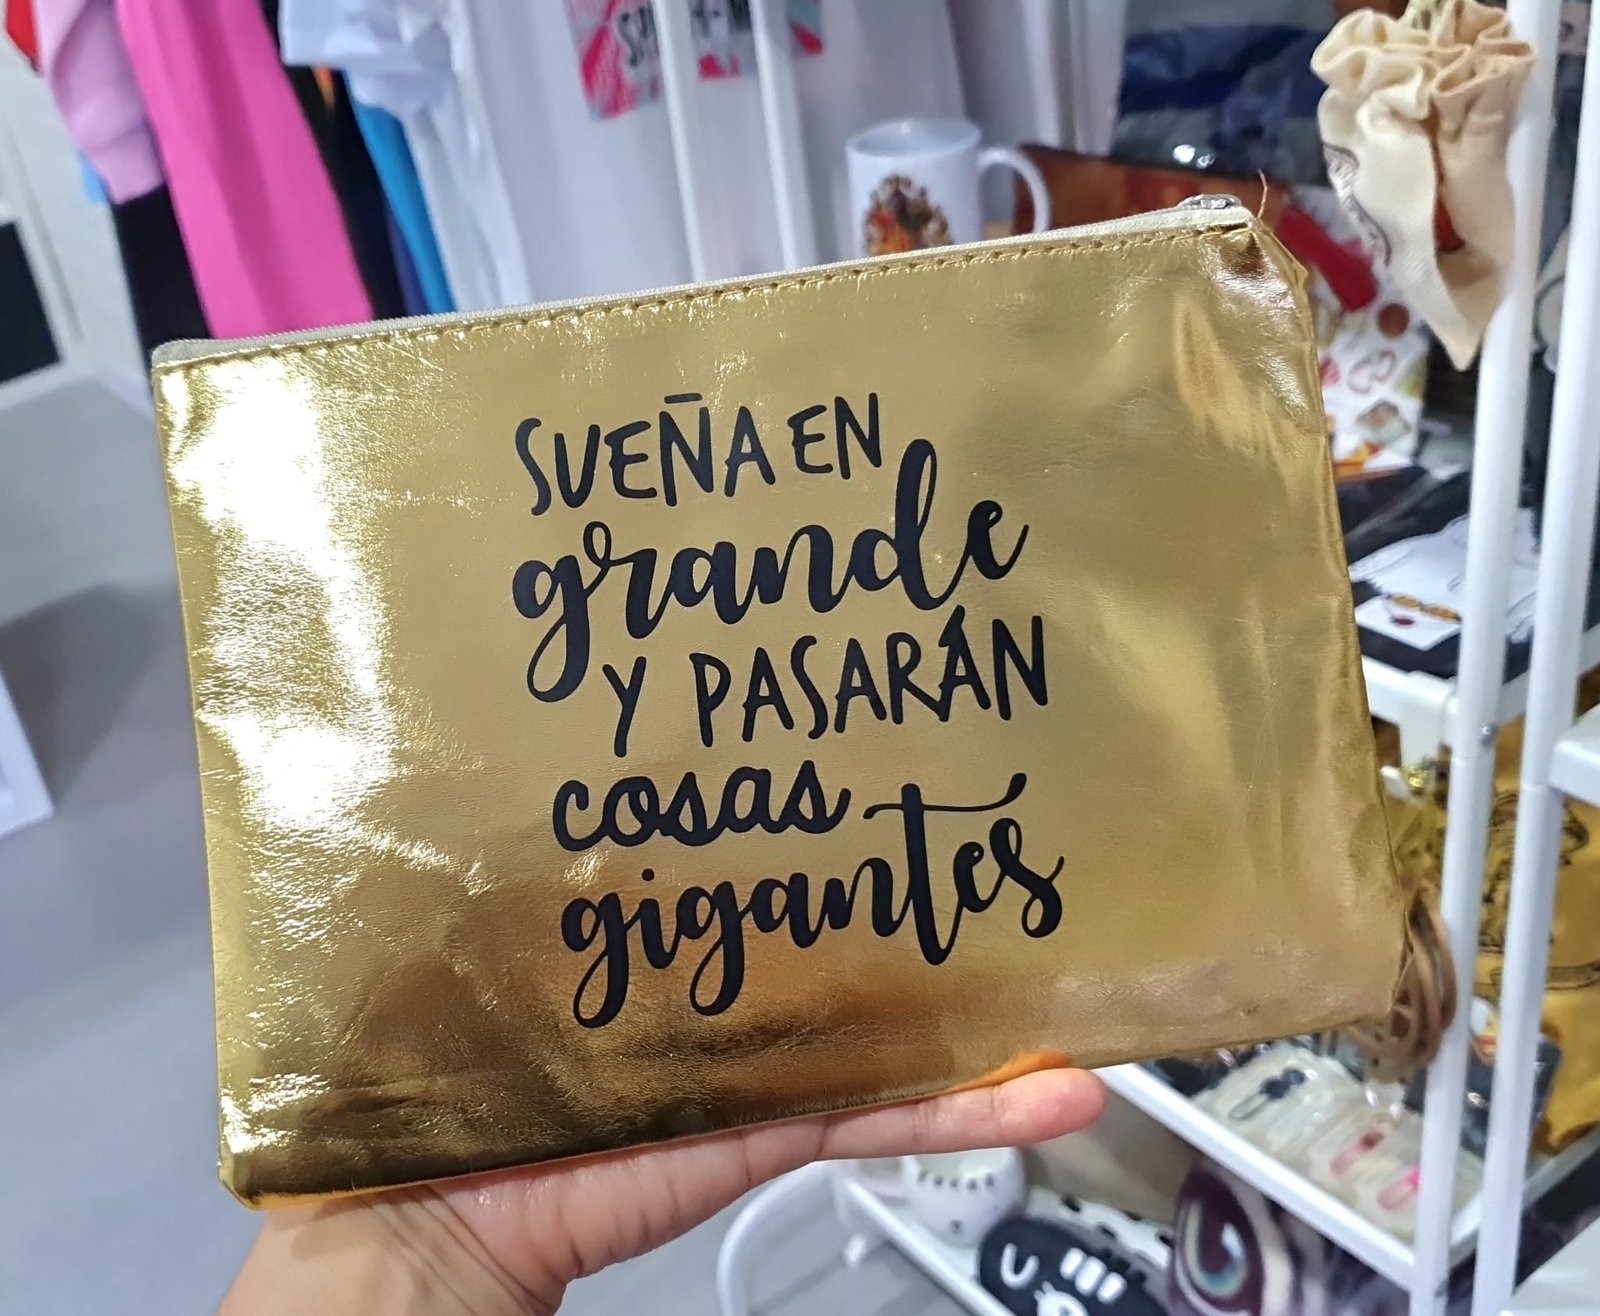 SUEÑA EN
grande
Y PASARÁN
cosas
gigantes